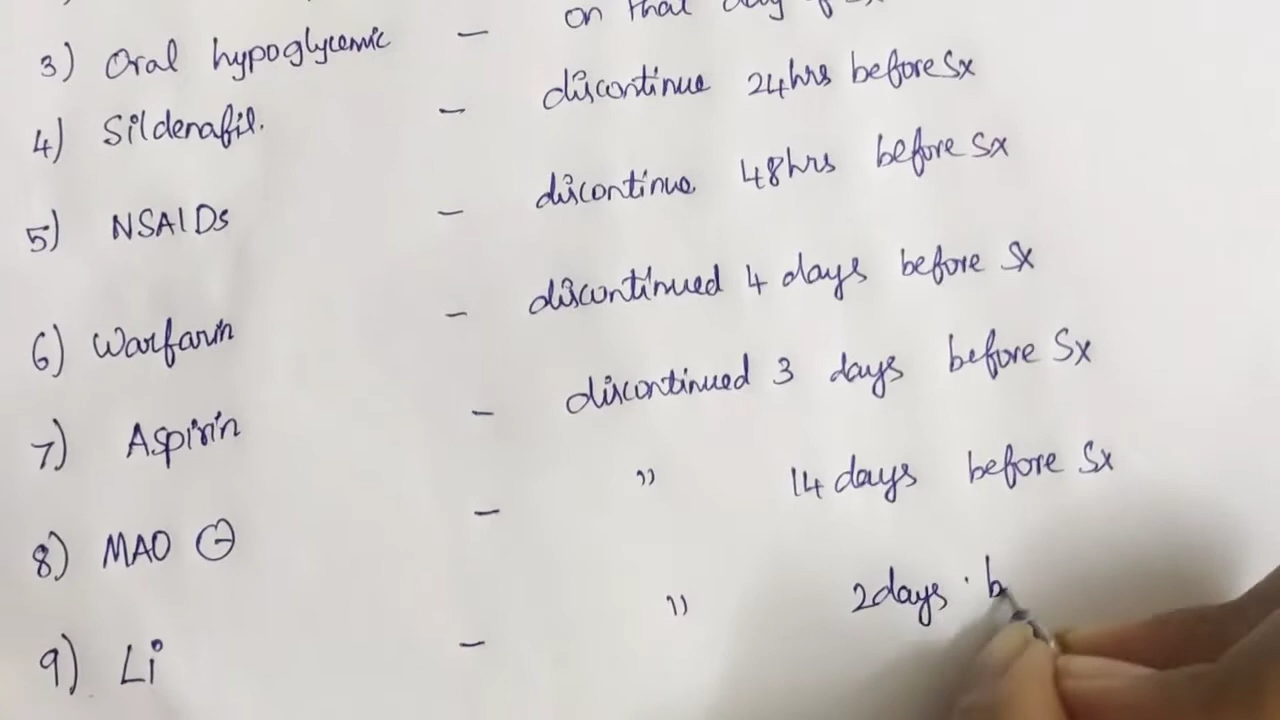 3) Oral hypoglycemic - on that day of Sx
4) Sildenafil. - discontinue 24hrs before Sx
5) NSAIDs - discontinue 48hrs before Sx
6) Warfarin - discontinued 4 days before Sx
7) Aspirin - discontinued 3 days before Sx
8) MAO ⊖ - " 14 days before Sx
9) Li - " 2days b